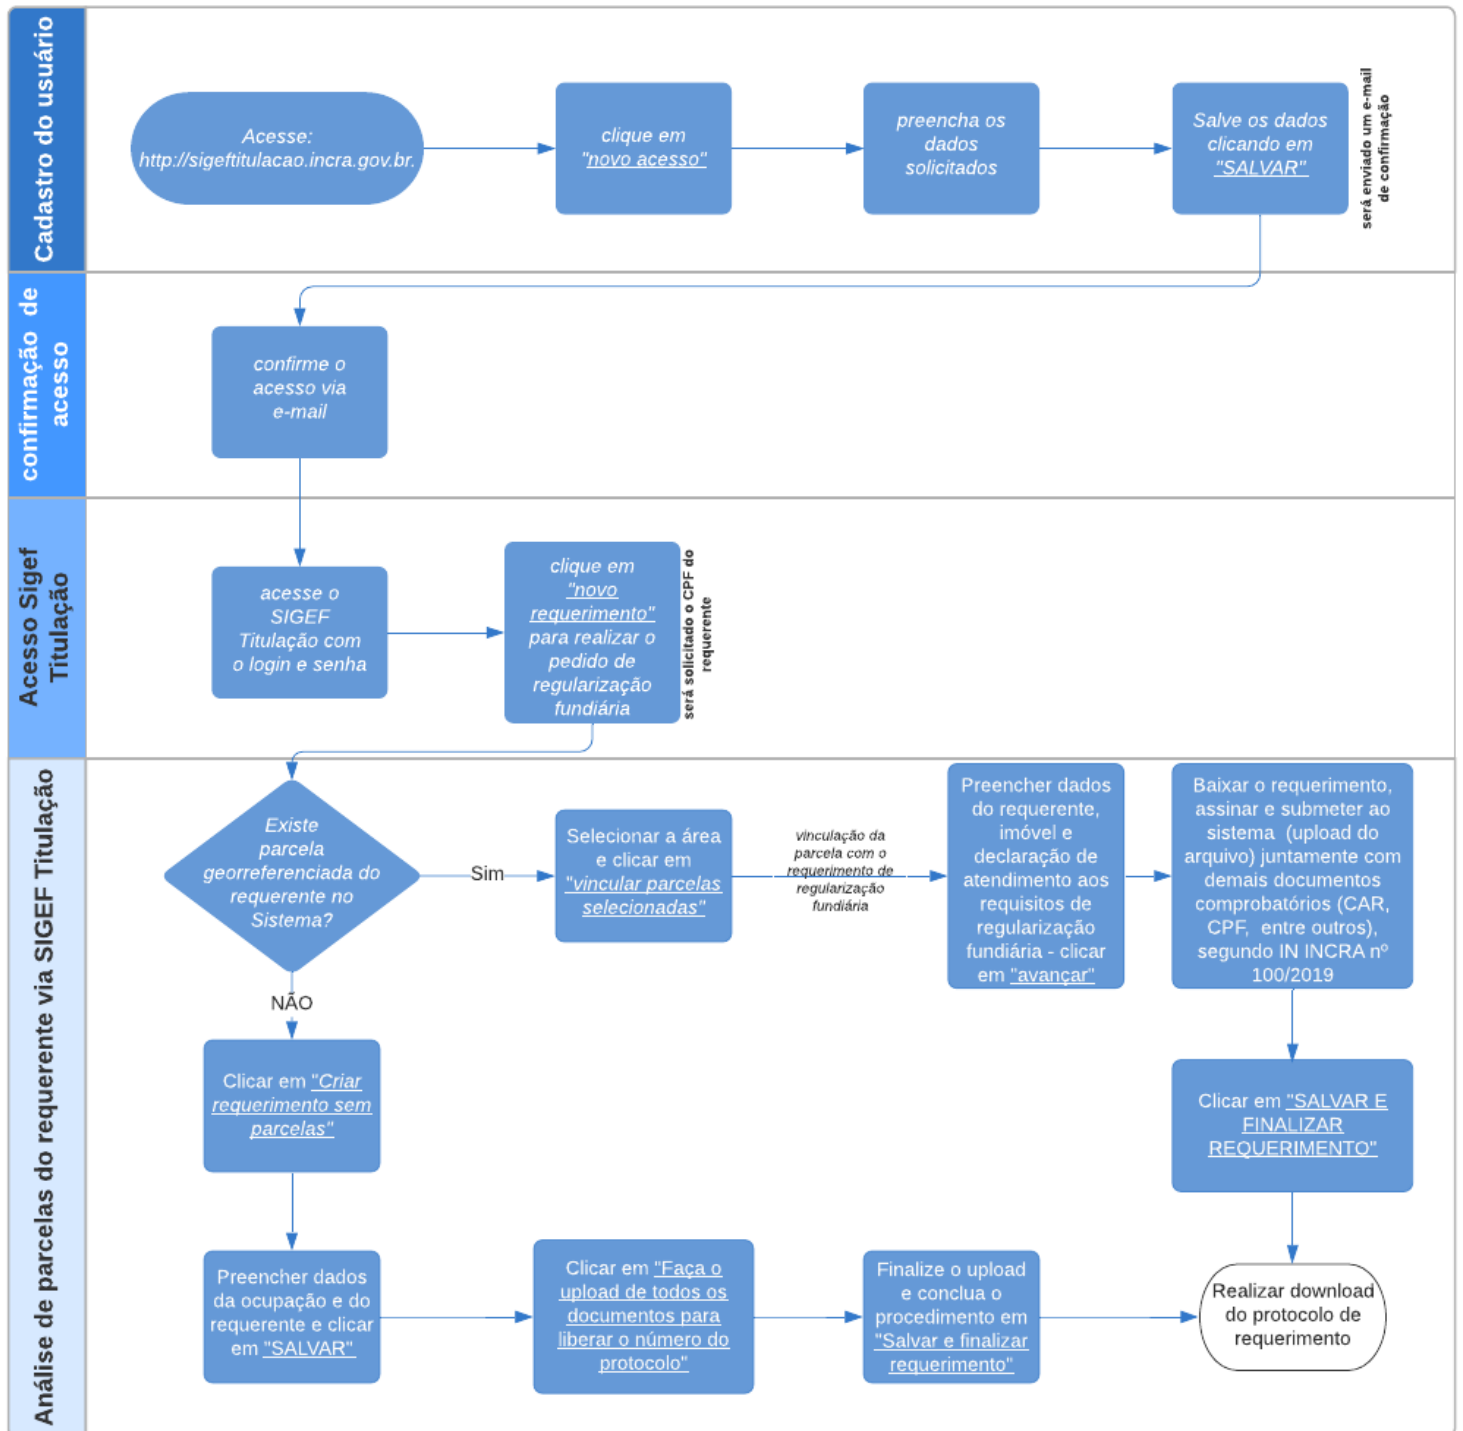 Cadastro do usuário
Acesse:
http://sigeftitulacao.incra.gov.br.
clique em
"novo acesso"
preencha os
dados
solicitados
Salve os dados
clicando em
"SALVAR"
será enviado um e-mail
de confirmação
confirmação de
acesso
confirme o
acesso via
e-mail
Acesso Sigef
Titulação
acesse o
SIGEF
Titulação com
o login e senha
clique em
"novo
requerimento"
para realizar o
pedido de
regularização
fundiária
será solicitado o CPF do
requerente
Análise de parcelas do requerente via SIGEF Titulação
Existe
parcela
georreferenciada do
requerente no
Sistema?
Sim
Selecionar a área
e clicar em
"vincular parcelas
selecionadas"
vinculação da
parcela com o
requerimento de
regularização
fundiária
Preencher dados
do requerente,
imóvel e
declaração de
atendimento aos
requisitos de
regularização
fundiária - clicar
em "avançar"
Baixar o requerimento,
assinar e submeter ao
sistema (upload do
arquivo) juntamente com
demais documentos
comprobatórios (CAR,
CPF, entre outros),
segundo IN INCRA nº
100/2019
NÃO
Clicar em "Criar
requerimento sem
parcelas"
Clicar em "SALVAR E
FINALIZAR
REQUERIMENTO"
Preencher dados
da ocupação e do
requerente e clicar
em "SALVAR"
Clicar em "Faça o
upload de todos os
documentos para
liberar o número do
protocolo"
Finalize o upload
e conclua o
procedimento em
"Salvar e finalizar
requerimento"
Realizar download
do protocolo de
requerimento